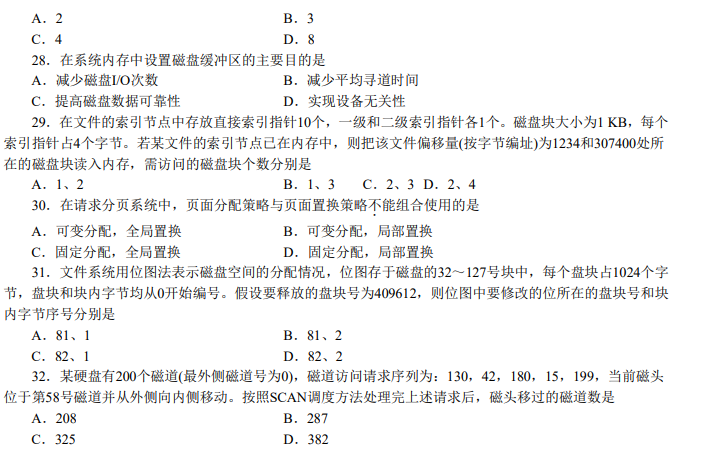 A. 2 B. 3
C. 4 D. 8
28. 在系统内存中设置磁盘缓冲区的主要目的是
A. 减少磁盘I/O次数 B. 减少平均寻道时间
C. 提高磁盘数据可靠性 D. 实现设备无关性
29. 在文件的索引节点中存放直接索引指针10个，一级和二级索引指针各1个。磁盘块大小为1 KB，每个
索引指针占4个字节。若某文件的索引节点已在内存中，则把该文件偏移量(按字节编址)为1234和307400处所
在的磁盘块读入内存，需访问的磁盘块个数分别是
A. 1、2 B. 1、3 C. 2、3 D. 2、4
30. 在请求分页系统中，页面分配策略与页面置换策略不能组合使用的是
A. 可变分配，全局置换 B. 可变分配，局部置换
C. 固定分配，全局置换 D. 固定分配，局部置换
31. 文件系统用位图法表示磁盘空间的分配情况，位图存于磁盘的32～127号块中，每个盘块占1024个字
节，盘块和块内字节均从0开始编号。假设要释放的盘块号为409612，则位图中要修改的位所在的盘块号和块
内字节序号分别是
A. 81、1 B. 81、2
C. 82、1 D. 82、2
32. 某硬盘有200个磁道(最外侧磁道号为0)，磁道访问请求序列为：130，42，180，15，199，当前磁头
位于第58号磁道并从外侧向内侧移动。按照SCAN调度方法处理完上述请求后，磁头移过的磁道数是
A. 208 B. 287
C. 325 D. 382